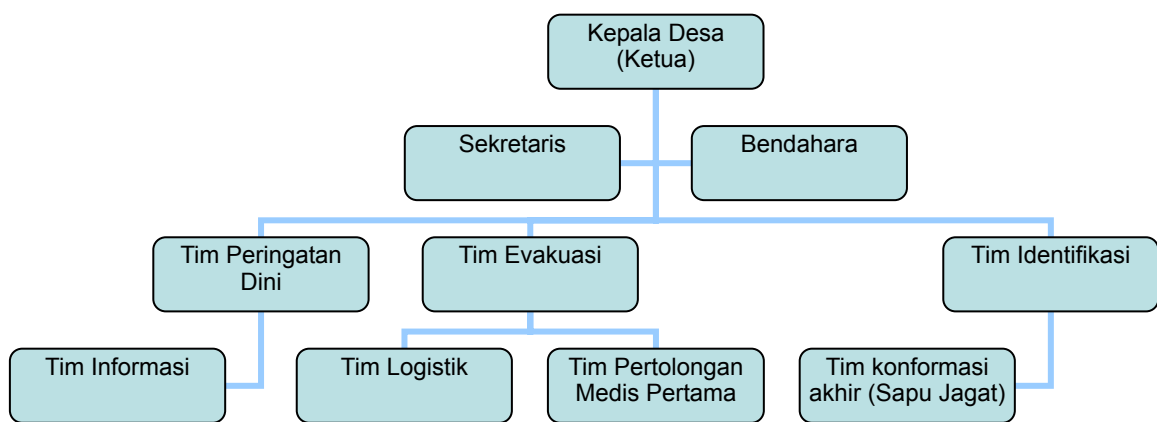 Kepala Desa
(Ketua)
Sekretaris
Bendahara
Tim Peringatan
Dini
Tim Evakuasi
Tim Identifikasi
Tim Informasi
Tim Logistik
Tim Pertolongan
Medis Pertama
Tim konformasi
akhir (Sapu Jagat)